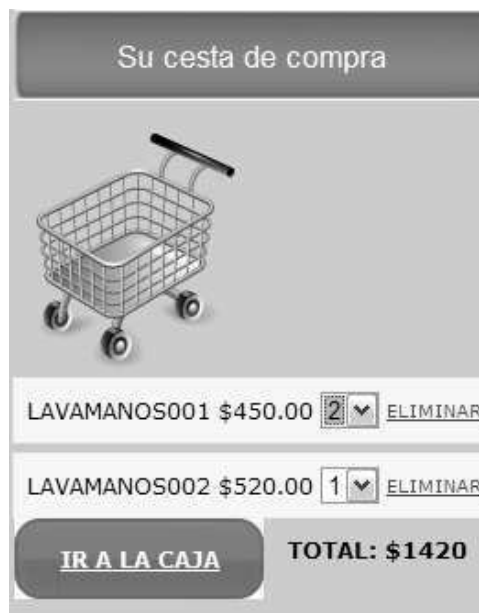 Su cesta de compra
LAVAMANOS001 $450.00 2 ELIMINAR
LAVAMANOS002 $520.00 1 ELIMINAR
IR A LA CAJA TOTAL: $1420